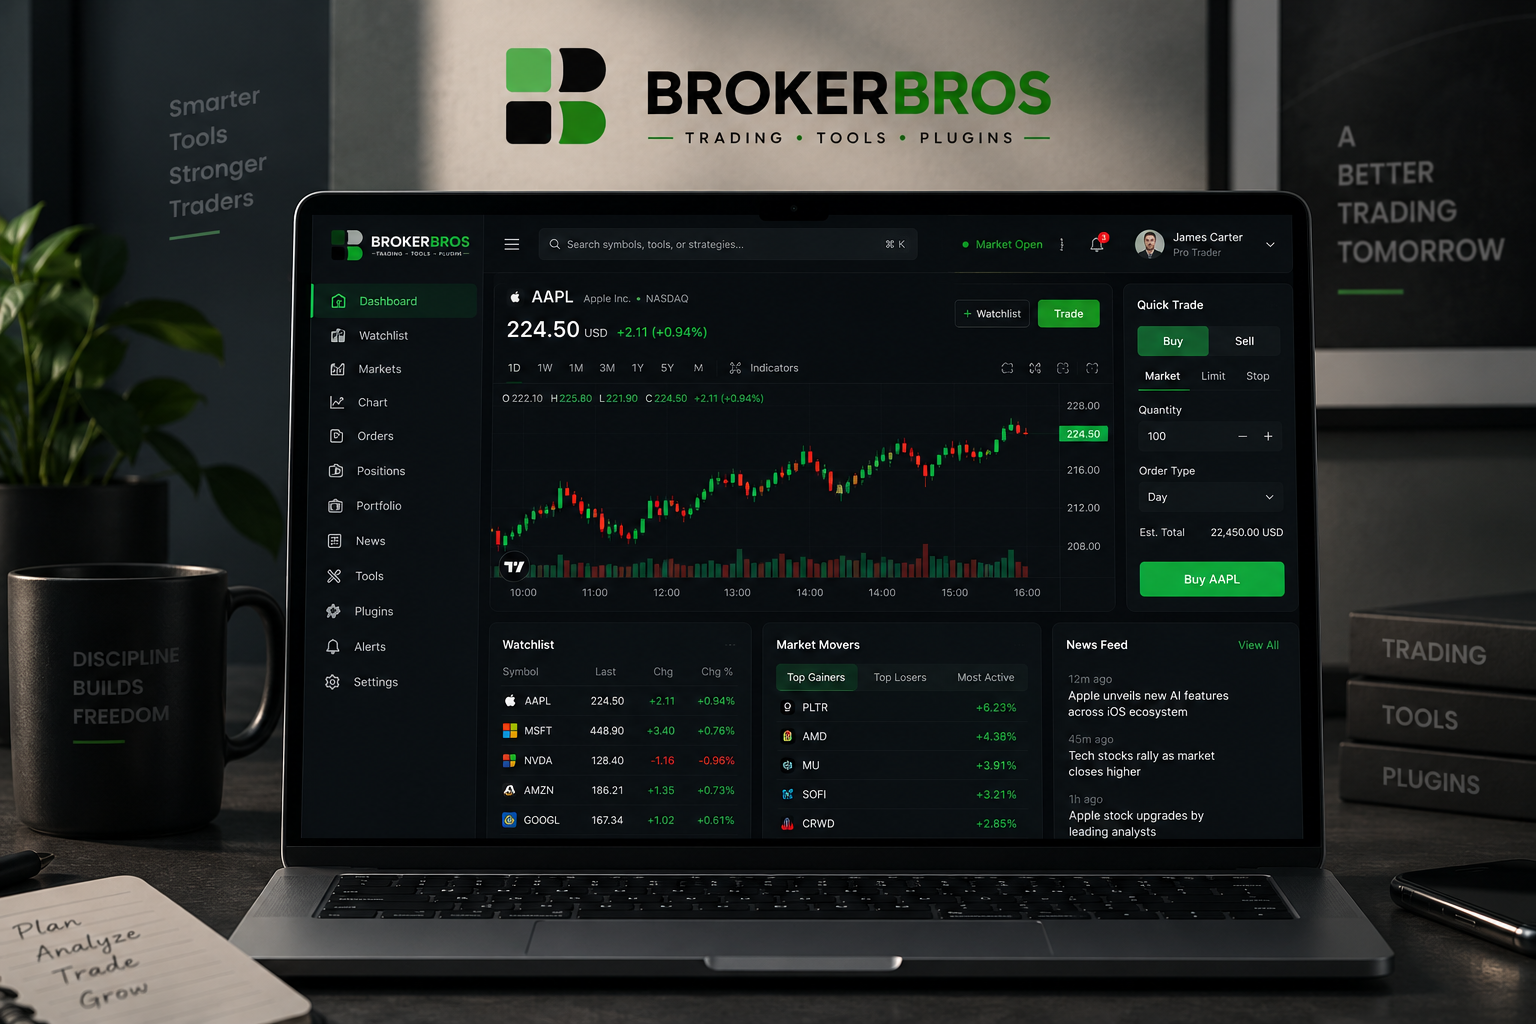 Smarter
Tools
Stronger
Traders
BROKERBROS
TRADING • TOOLS • PLUGINS
A
BETTER
TRADING
TOMORROW
BROKERBROS
TRADING • TOOLS • PLUGIN
Search symbols, tools, or strategies...
⌘ K
Market Open
3
James Carter
Pro Trader
Dashboard
Watchlist
Markets
Chart
Orders
Positions
Portfolio
News
Tools
Plugins
Alerts
Settings
AAPL Apple Inc. • NASDAQ
224.50 USD +2.11 (+0.94%)
+ Watchlist
Trade
1D 1W 1M 3M 1Y 5Y M Indicators
O 222.10 H 225.80 L 221.90 C 224.50 +2.11 (+0.94%)
228.00
224.50
216.00
212.00
208.00
10:00 11:00 12:00 13:00 14:00 14:00 15:00 16:00
Quick Trade
Buy Sell
Market Limit Stop
Quantity
100 − +
Order Type
Day
Est. Total 22,450.00 USD
Buy AAPL
Watchlist
Symbol Last Chg Chg %
AAPL 224.50 +2.11 +0.94%
MSFT 448.90 +3.40 +0.76%
NVDA 128.40 -1.16 -0.96%
AMZN 186.21 +1.35 +0.73%
GOOGL 167.34 +1.02 +0.61%
Market Movers
Top Gainers Top Losers Most Active
PLTR +6.23%
AMD +4.38%
MU +3.91%
SOFI +3.21%
CRWD +2.85%
News Feed View All
12m ago
Apple unveils new AI features
across iOS ecosystem
45m ago
Tech stocks rally as market
closes higher
1h ago
Apple stock upgrades by
leading analysts
DISCIPLINE
BUILDS
FREEDOM
TRADING
TOOLS
PLUGINS
Plan
Analyze
Trade
Grow